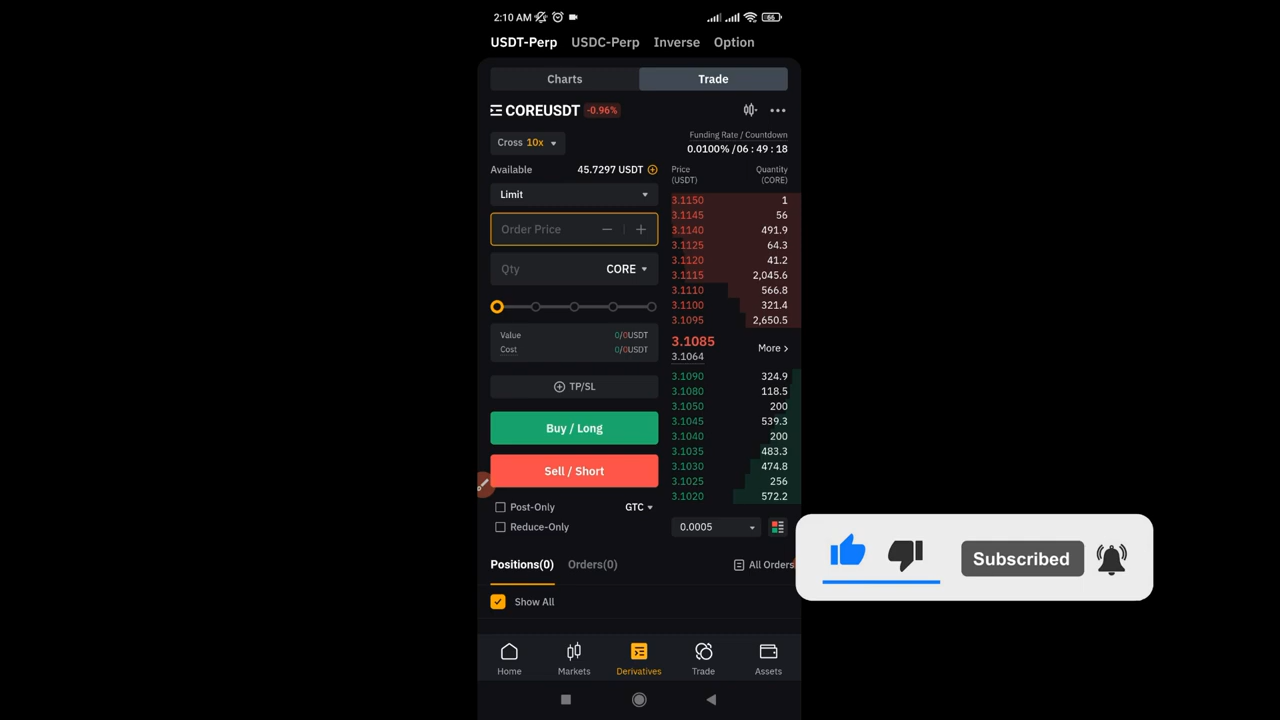 2:10 AM
66
USDT-Perp USDC-Perp Inverse Option
Charts Trade
COREUSDT -0.96%
Funding Rate / Countdown
0.0100% /06 : 49 : 18
Cross 10x
Available 45.7297 USDT
Limit
Order Price
Qty CORE
Value 0/0USDT
Cost 0/0USDT
TP/SL
Buy / Long
Sell / Short
Post-Only GTC
Reduce-Only
Price Quantity
(USDT) (CORE)
3.1150 1
3.1145 56
3.1140 491.9
3.1125 64.3
3.1120 41.2
3.1115 2,045.6
3.1110 566.8
3.1100 321.4
3.1095 2,650.5
3.1085
3.1064
More >
3.1090 324.9
3.1080 118.5
3.1050 200
3.1045 539.3
3.1040 200
3.1035 483.3
3.1030 474.8
3.1025 256
3.1020 572.2
0.0005
Positions(0) Orders(0) All Orders
Show All
Home Markets Derivatives Trade Assets
Subscribed